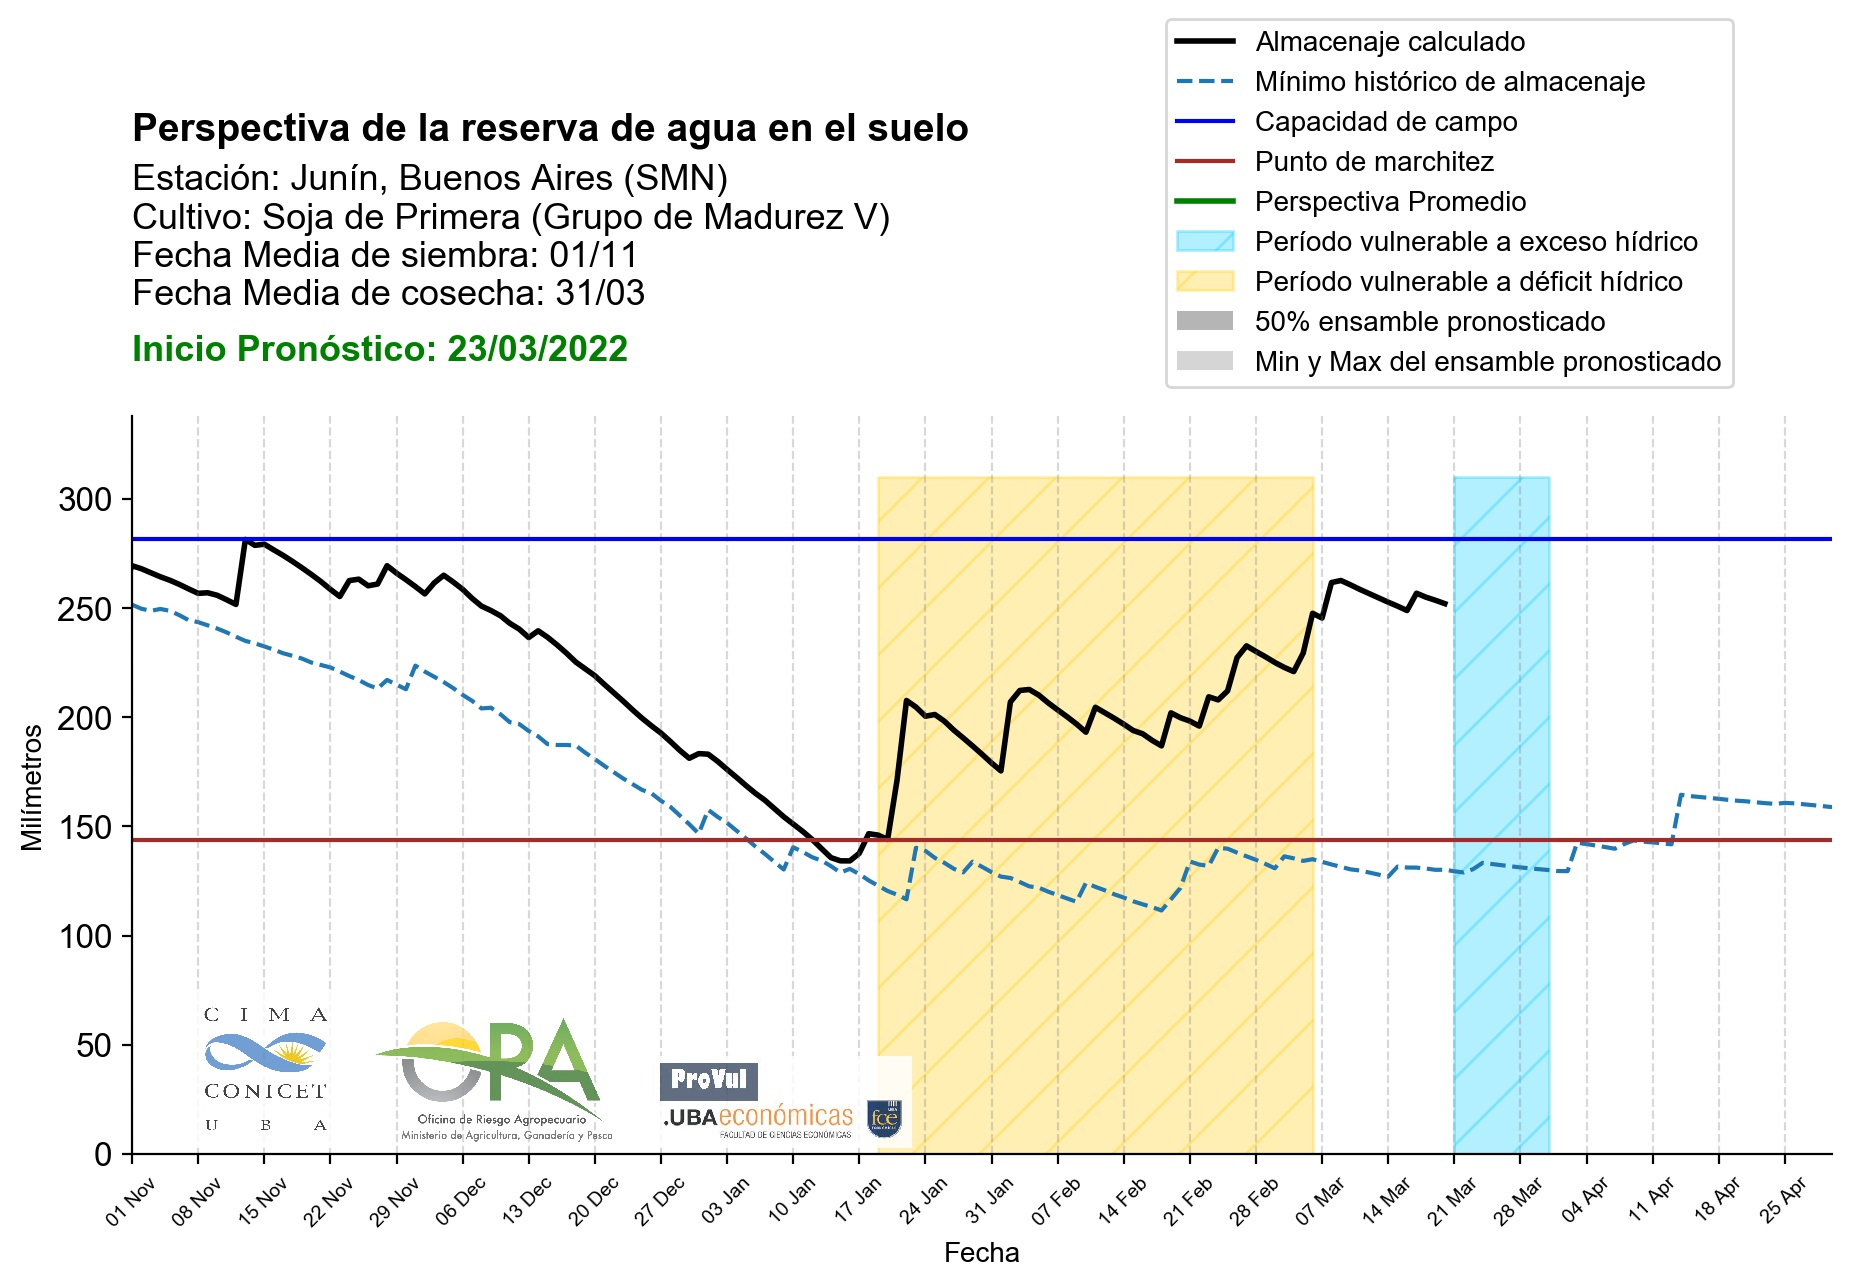 Almacenaje calculado
Mínimo histórico de almacenaje
Capacidad de campo
Punto de marchitez
Perspectiva Promedio
Período vulnerable a exceso hídrico
Período vulnerable a déficit hídrico
50% ensamble pronosticado
Min y Max del ensamble pronosticado
Perspectiva de la reserva de agua en el suelo
Estación: Junín, Buenos Aires (SMN)
Cultivo: Soja de Primera (Grupo de Madurez V)
Fecha Media de siembra: 01/11
Fecha Media de cosecha: 31/03
Inicio Pronóstico: 23/03/2022
Milímetros
300
250
200
150
100
50
0
CIMA
CONICET
UBA
ORA
Oficina de Riesgo Agropecuario
Ministerio de Agricultura, Ganadería y Pesca
ProVul
.UBAeconómicas
FACULTAD DE CIENCIAS ECONÓMICAS
UBA
fce
ECONÓMICAS
01 Nov
08 Nov
15 Nov
22 Nov
29 Nov
06 Dec
13 Dec
20 Dec
27 Dec
03 Jan
10 Jan
17 Jan
24 Jan
31 Jan
07 Feb
14 Feb
21 Feb
28 Feb
07 Mar
14 Mar
21 Mar
28 Mar
04 Apr
11 Apr
18 Apr
25 Apr
Fecha